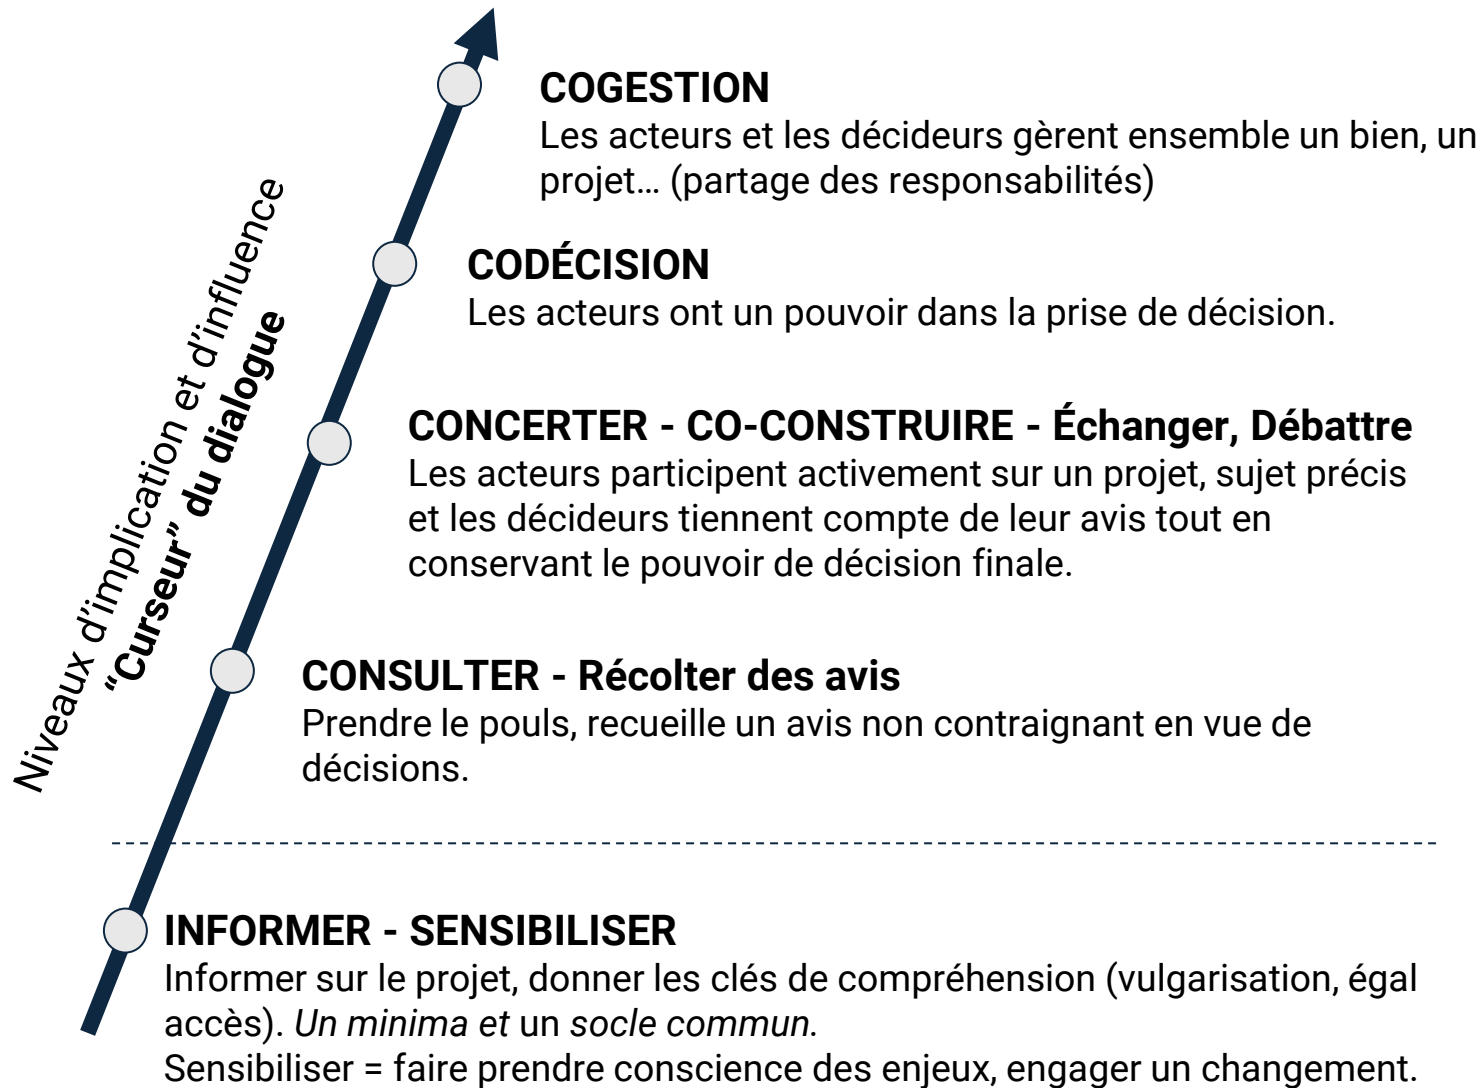 COGESTION
Les acteurs et les décideurs gèrent ensemble un bien, un
projet… (partage des responsabilités)
CODÉCISION
Les acteurs ont un pouvoir dans la prise de décision.
Niveaux d’implication et d’influence
“Curseur” du dialogue
CONCERTER - CO-CONSTRUIRE - Échanger, Débattre
Les acteurs participent activement sur un projet, sujet précis
et les décideurs tiennent compte de leur avis tout en
conservant le pouvoir de décision finale.
CONSULTER - Récolter des avis
Prendre le pouls, recueille un avis non contraignant en vue de
décisions.
INFORMER - SENSIBILISER
Informer sur le projet, donner les clés de compréhension (vulgarisation, égal
accès). Un minima et un socle commun.
Sensibiliser = faire prendre conscience des enjeux, engager un changement.